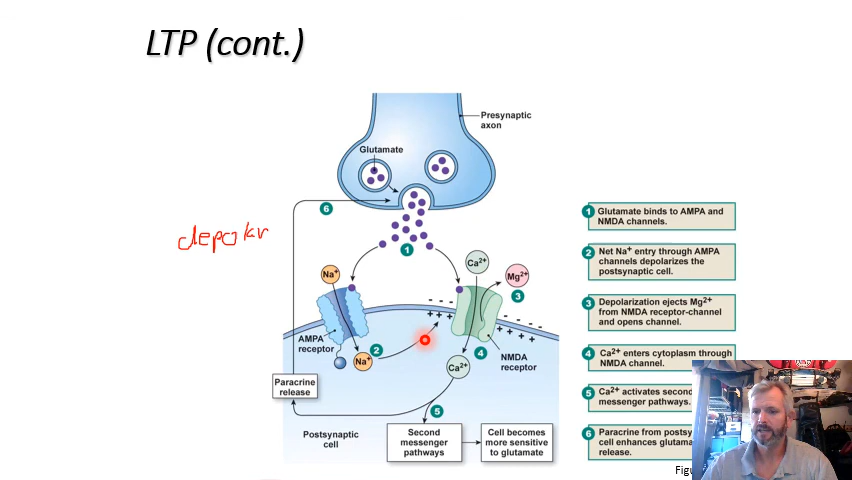 LTP (cont.)
Presynaptic
axon
Glutamate
6
1
Na⁺
Ca²⁺
Mg²⁺
3
- - -
+++
- - - -
++++
AMPA
receptor
Na⁺
2
4
NMDA
receptor
Ca²⁺
Paracrine
release
5
Postsynaptic
cell
Second
messenger
pathways
Cell becomes
more sensitive
to glutamate
1 Glutamate binds to AMPA and
NMDA channels.
2 Net Na⁺ entry through AMPA
channels depolarizes the
postsynaptic cell.
3 Depolarization ejects Mg²⁺
from NMDA receptor-channel
and opens channel.
4 Ca²⁺ enters cytoplasm through
NMDA channel.
5 Ca²⁺ activates second
messenger pathways.
6 Paracrine from
cell enhances
release.